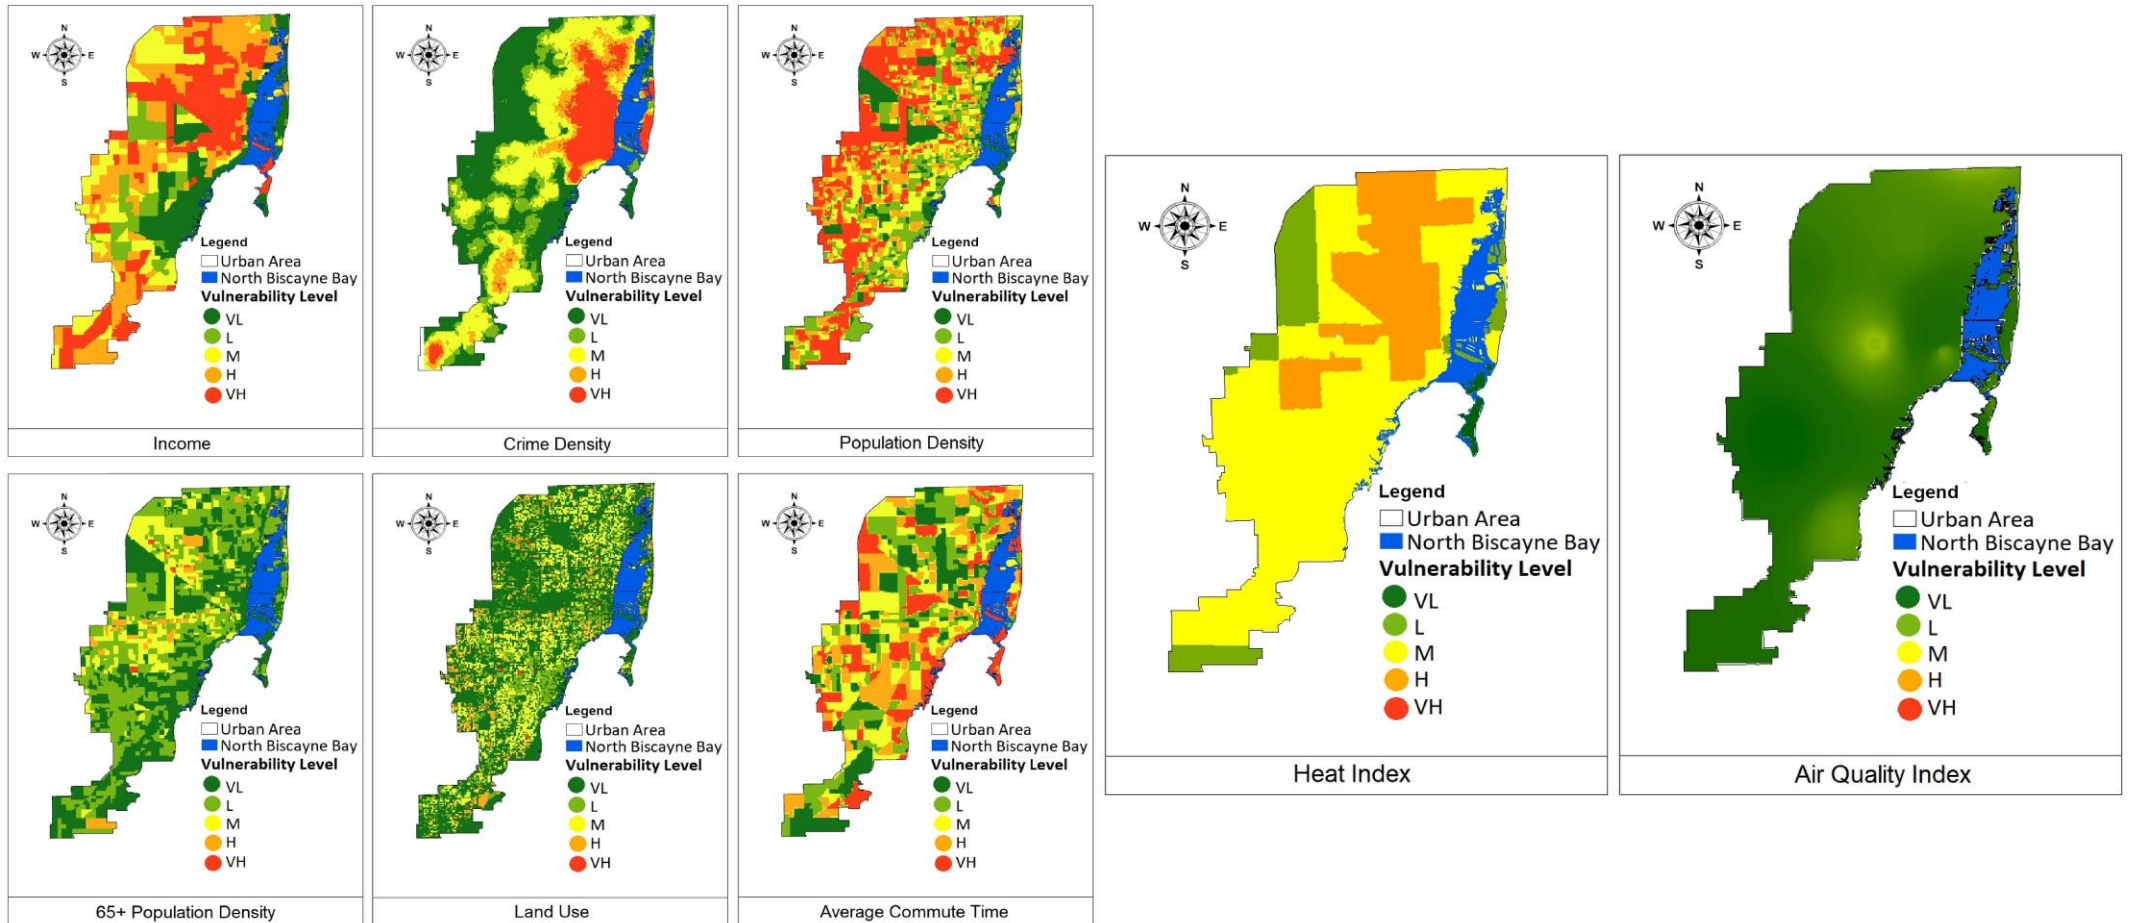 N
W E
S
Legend
Urban Area
North Biscayne Bay
Vulnerability Level
VL
L
M
H
VH
Income
N
W E
S
Legend
Urban Area
North Biscayne Bay
Vulnerability Level
VL
L
M
H
VH
Crime Density
N
W E
S
Legend
Urban Area
North Biscayne Bay
Vulnerability Level
VL
L
M
H
VH
Population Density
N
W E
S
Legend
Urban Area
North Biscayne Bay
Vulnerability Level
VL
L
M
H
VH
65+ Population Density
N
W E
S
Legend
Urban Area
North Biscayne Bay
Vulnerability Level
VL
L
M
H
VH
Land Use
N
W E
S
Legend
Urban Area
North Biscayne Bay
Vulnerability Level
VL
L
M
H
VH
Average Commute Time
N
W E
S
Legend
Urban Area
North Biscayne Bay
Vulnerability Level
VL
L
M
H
VH
Heat Index
N
W E
S
Legend
Urban Area
North Biscayne Bay
Vulnerability Level
VL
L
M
H
VH
Air Quality Index